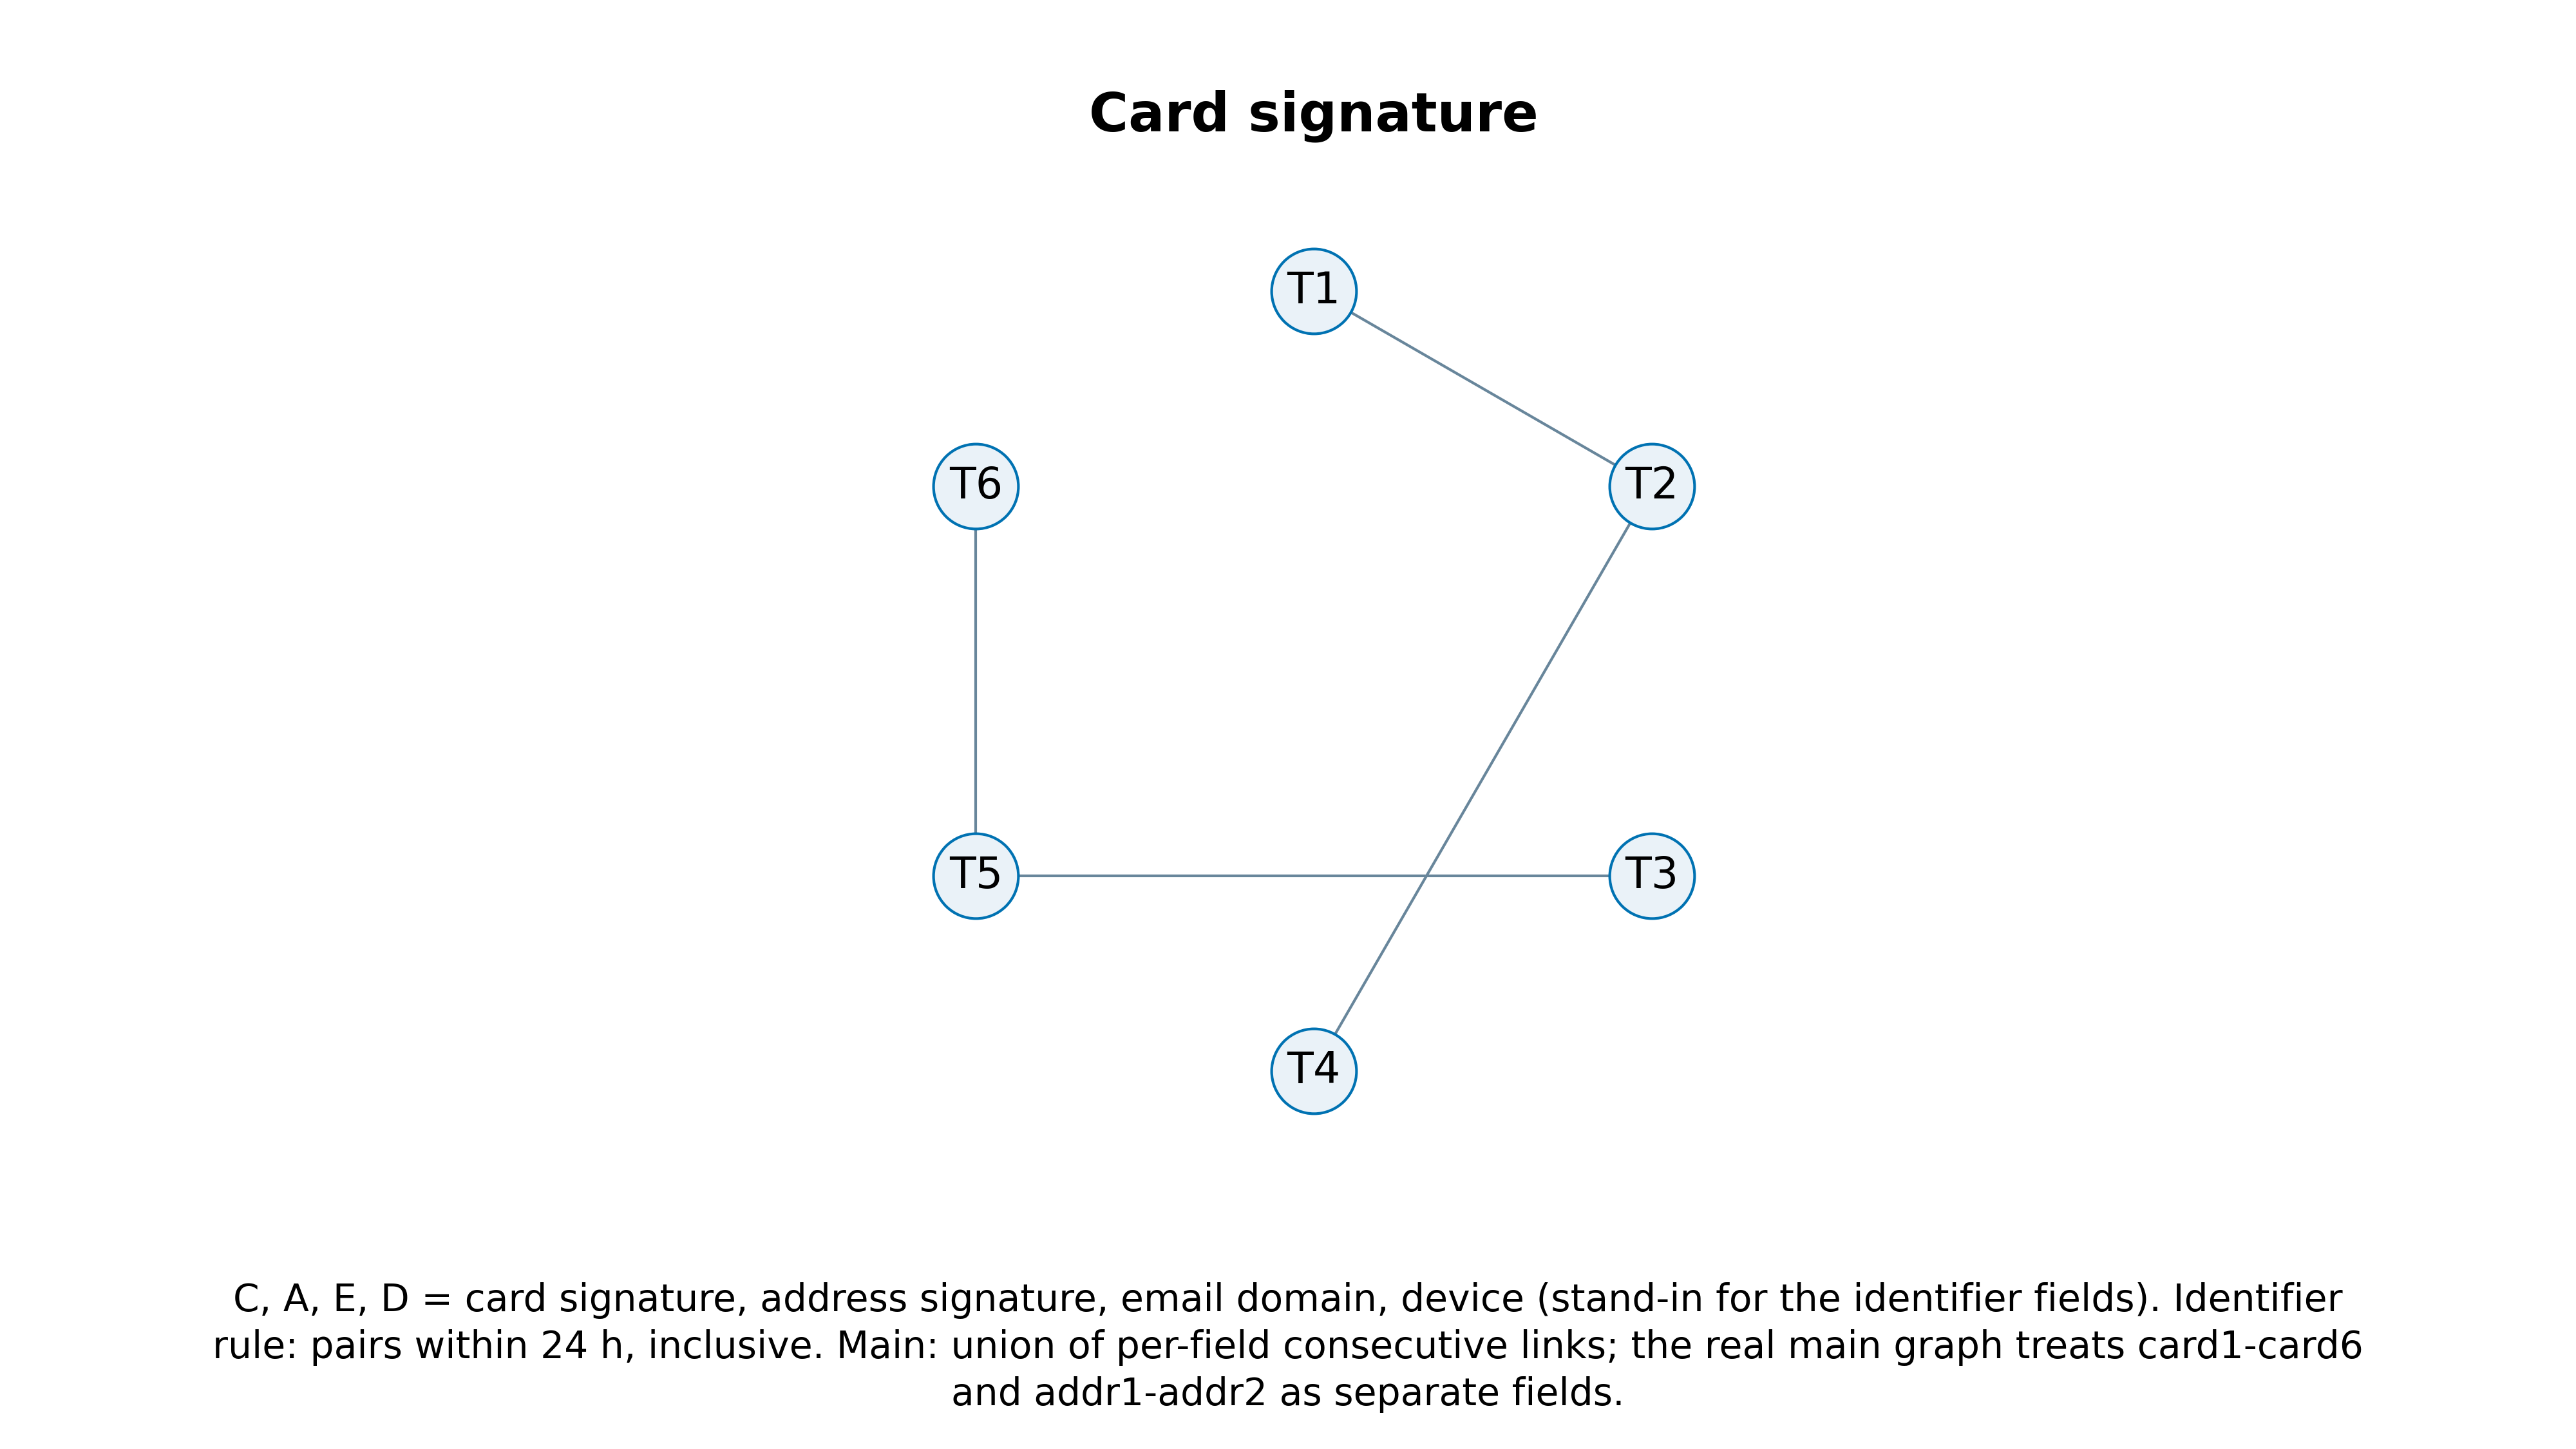 Card signature
T1
T6
T2
T5
T3
T4
C, A, E, D = card signature, address signature, email domain, device (stand-in for the identifier fields). Identifier
rule: pairs within 24 h, inclusive. Main: union of per-field consecutive links; the real main graph treats card1-card6
and addr1-addr2 as separate fields.